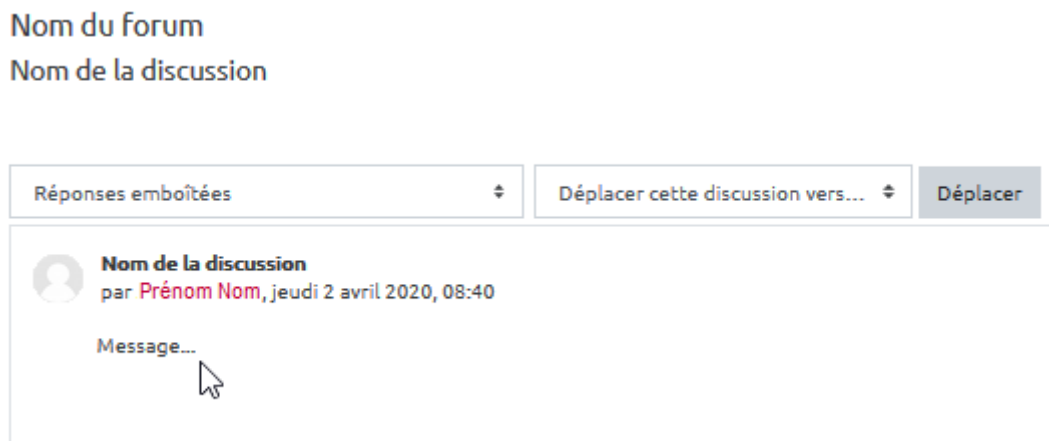 Nom du forum
Nom de la discussion
Réponses emboîtées
Déplacer cette discussion vers...
Déplacer
Nom de la discussion
par Prénom Nom, jeudi 2 avril 2020, 08:40
Message...